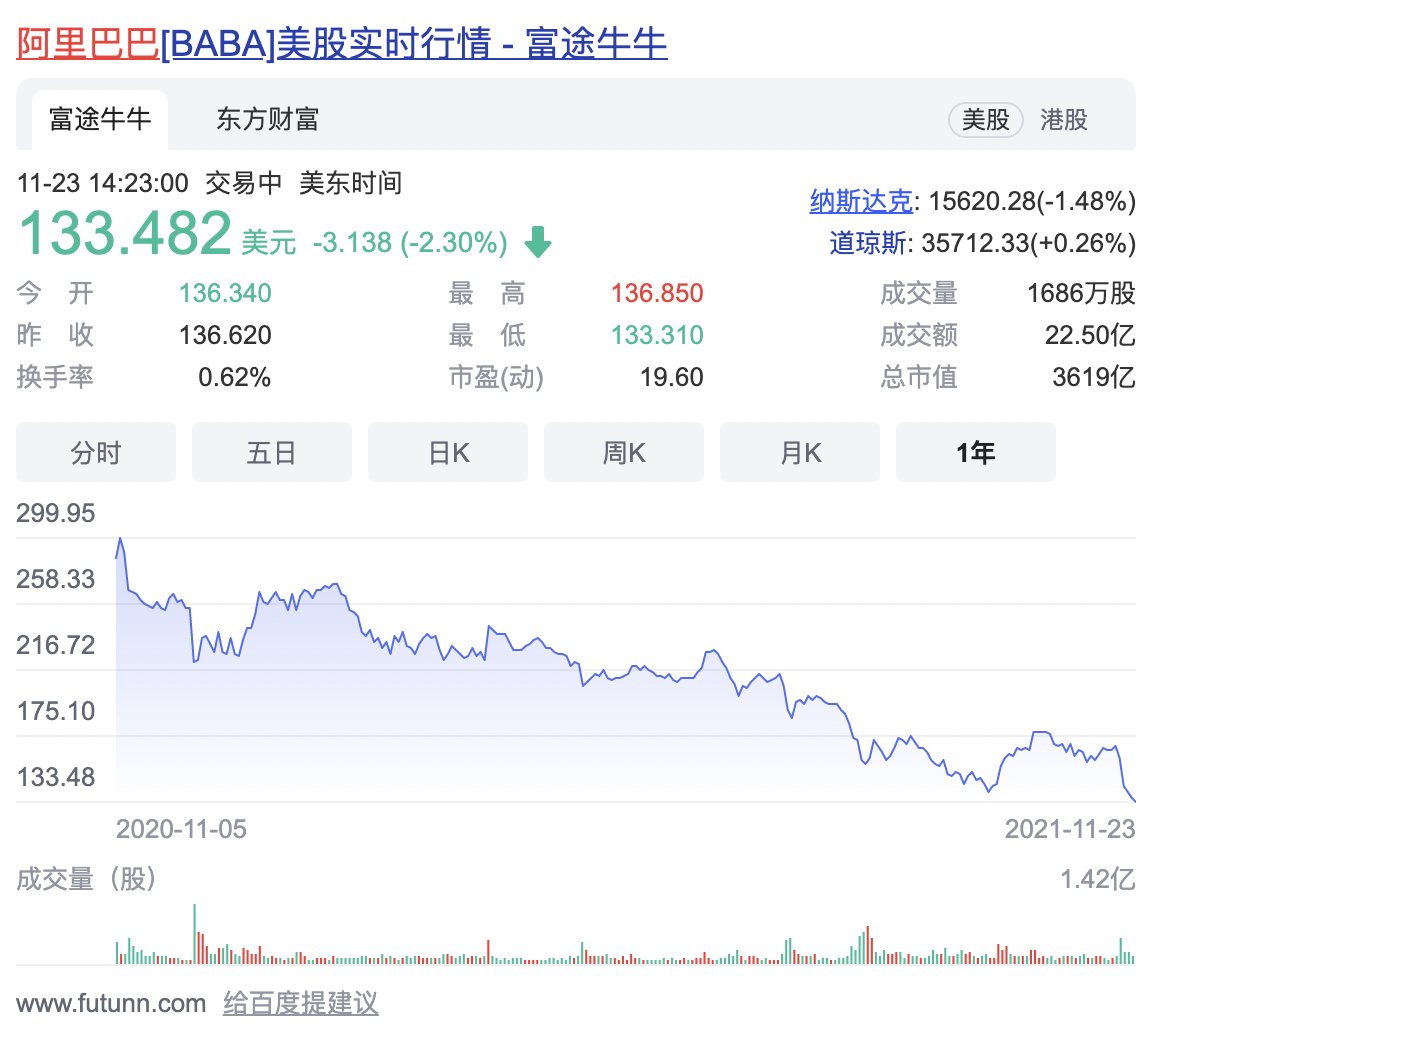 阿里巴巴[BABA]美股实时行情 - 富途牛牛
富途牛牛 东方财富 美股 港股
11-23 14:23:00 交易中 美东时间
133.482 美元 -3.138 (-2.30%)
纳斯达克: 15620.28(-1.48%)
道琼斯: 35712.33(+0.26%)
今 开 136.340 最 高 136.850 成交量 1686万股
昨 收 136.620 最 低 133.310 成交额 22.50亿
换手率 0.62% 市盈(动) 19.60 总市值 3619亿
分时 五日 日K 周K 月K 1年
299.95
258.33
216.72
175.10
133.48
2020-11-05 2021-11-23
成交量（股） 1.42亿
www.futunn.com 给百度提建议